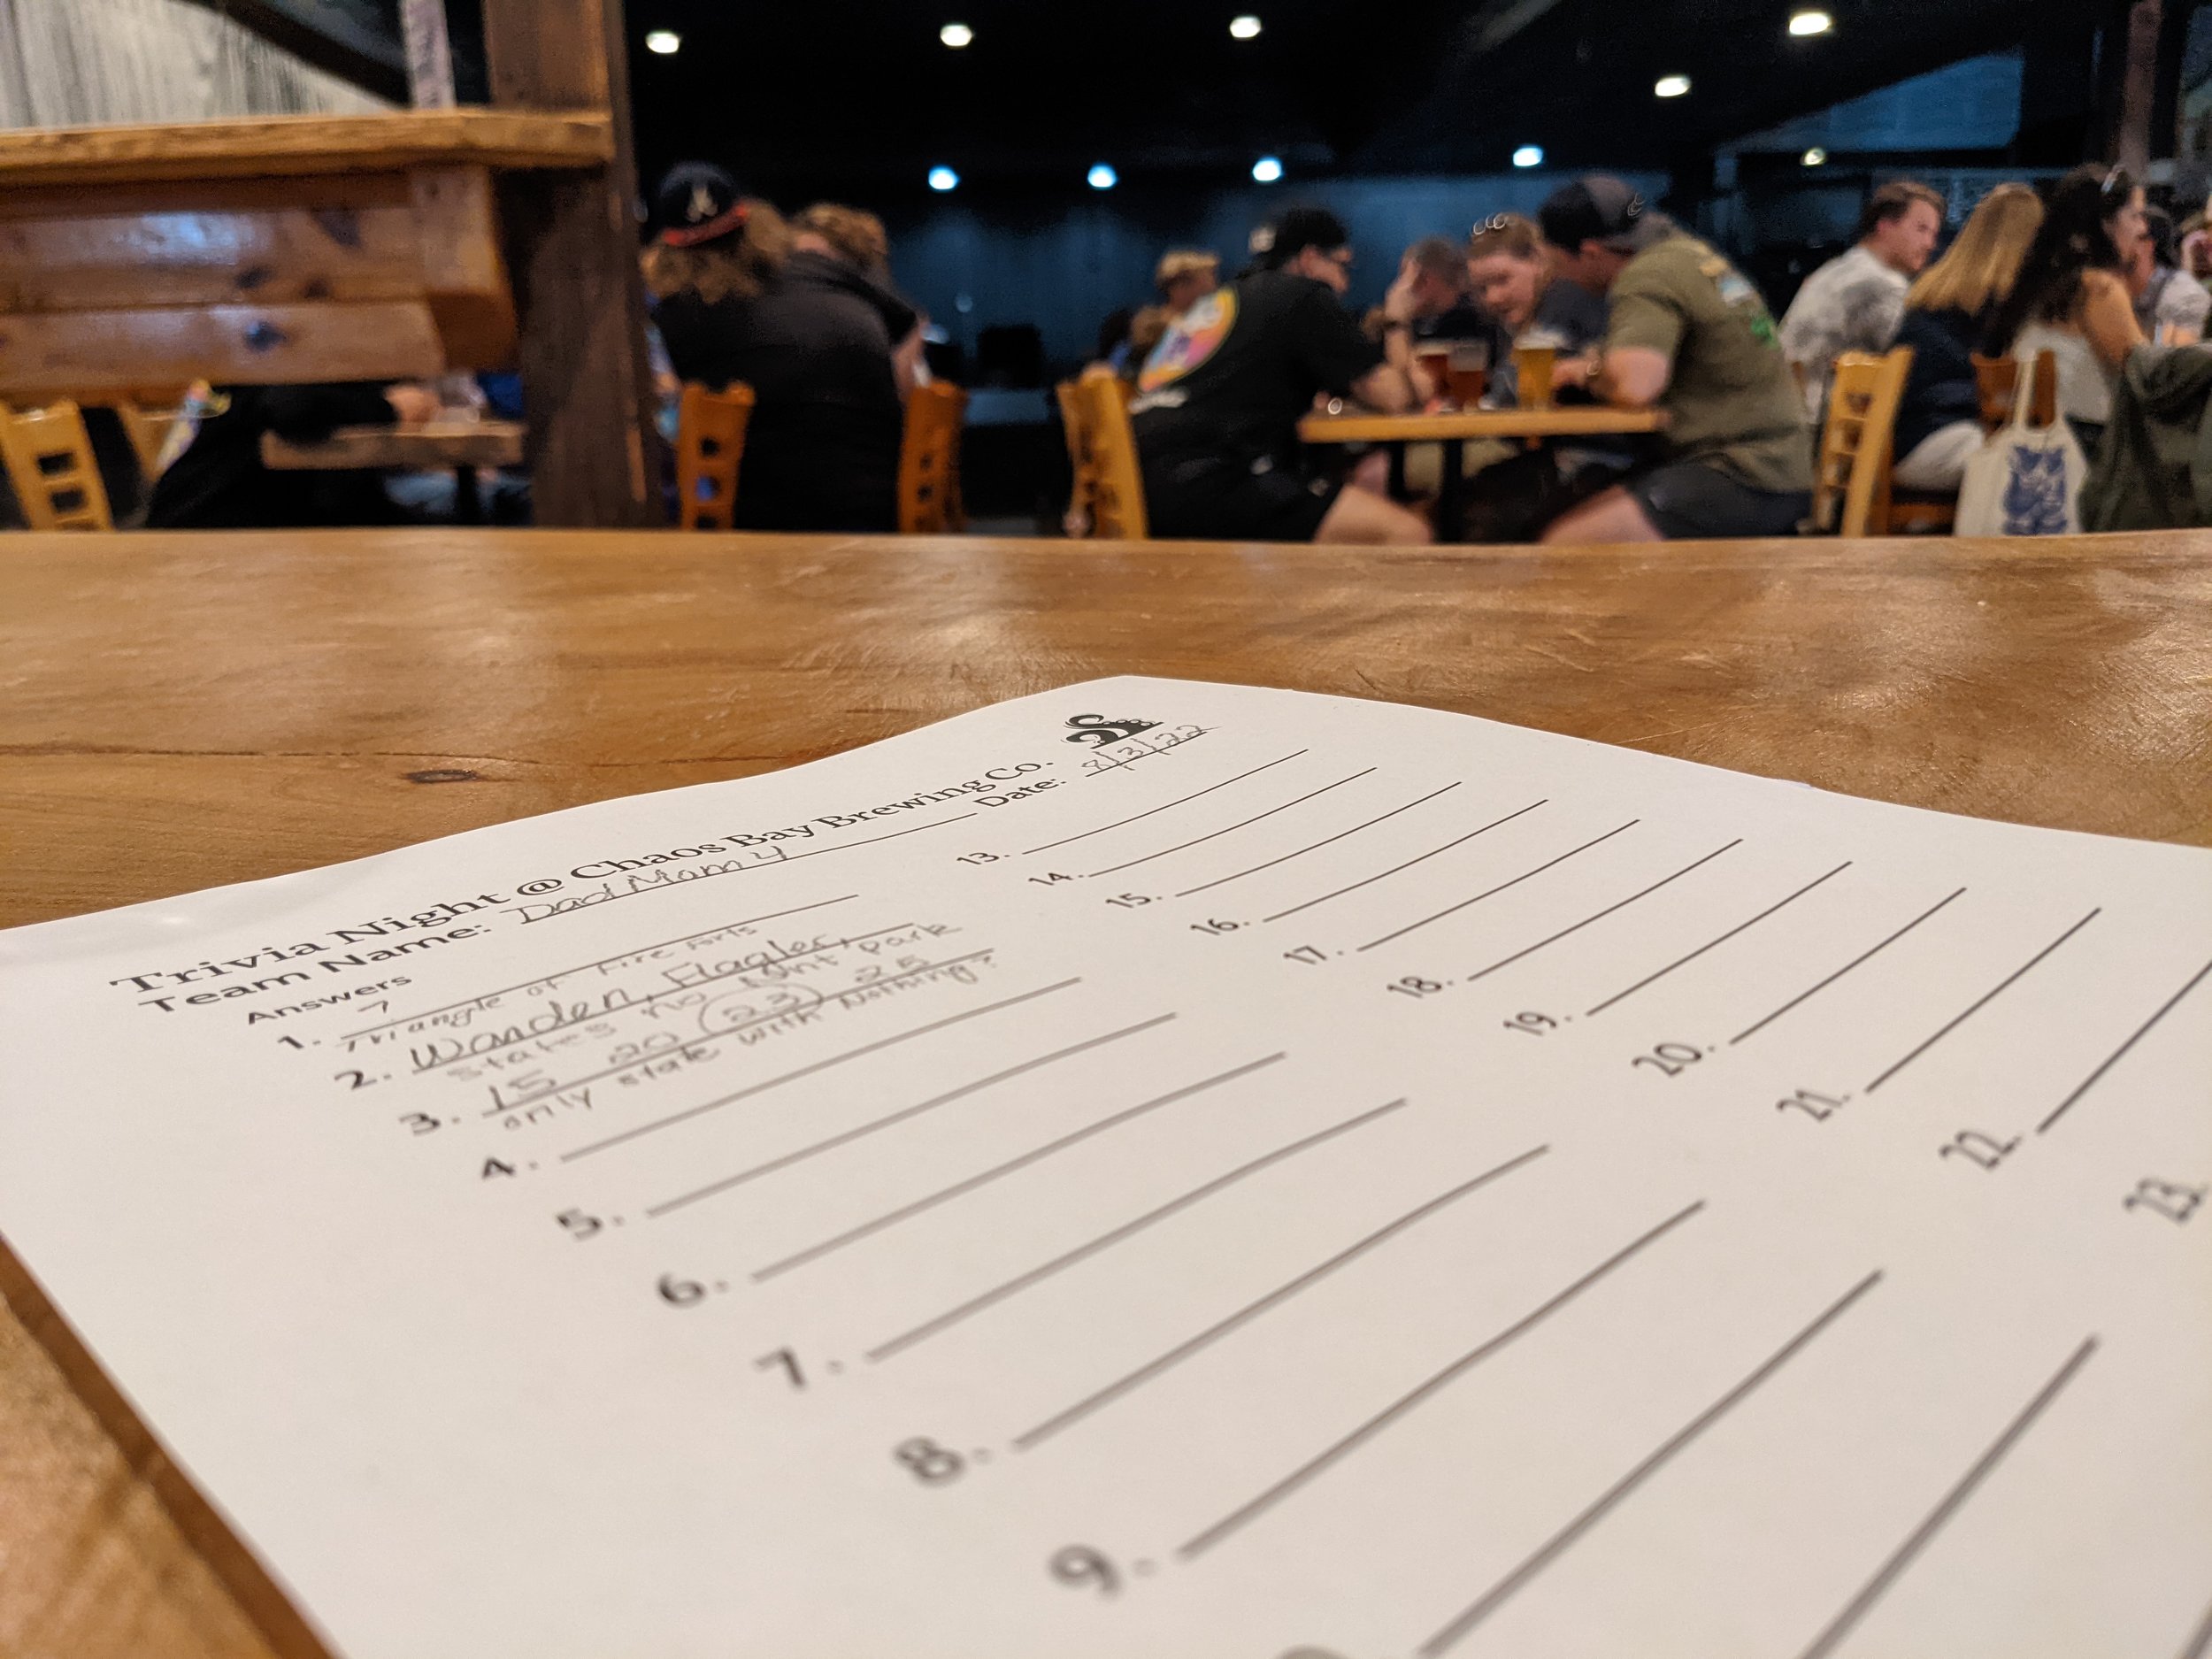 Trivia Night @ Chaos Bay Brewing Co.
Team Name: Dad Mom 4 Date: 8/3/22
Answers
1. 7
Triangle of Fire Forts
2. Worden, Flagler,
states no Nat park
3. 15 20 23 25
only state with Nothing?
4.
5.
6.
7.
8.
9.
13.
14.
15.
16.
17.
18.
19.
20.
21.
22.
23.
A